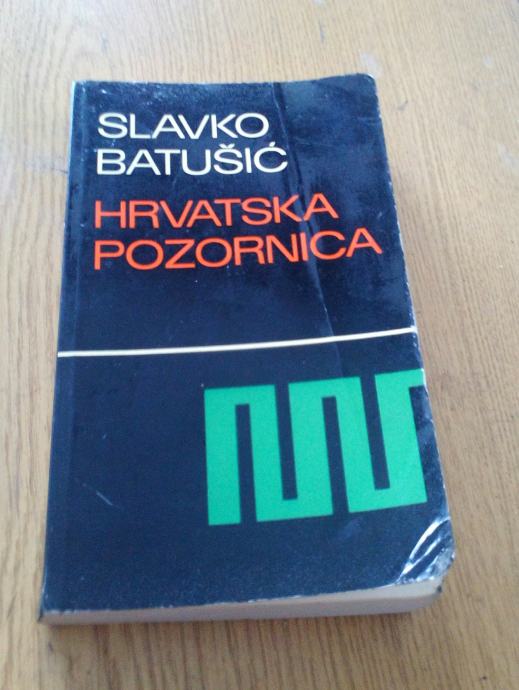 SLAVKO
BATUŠIĆ
HRVATSKA
POZORNICA